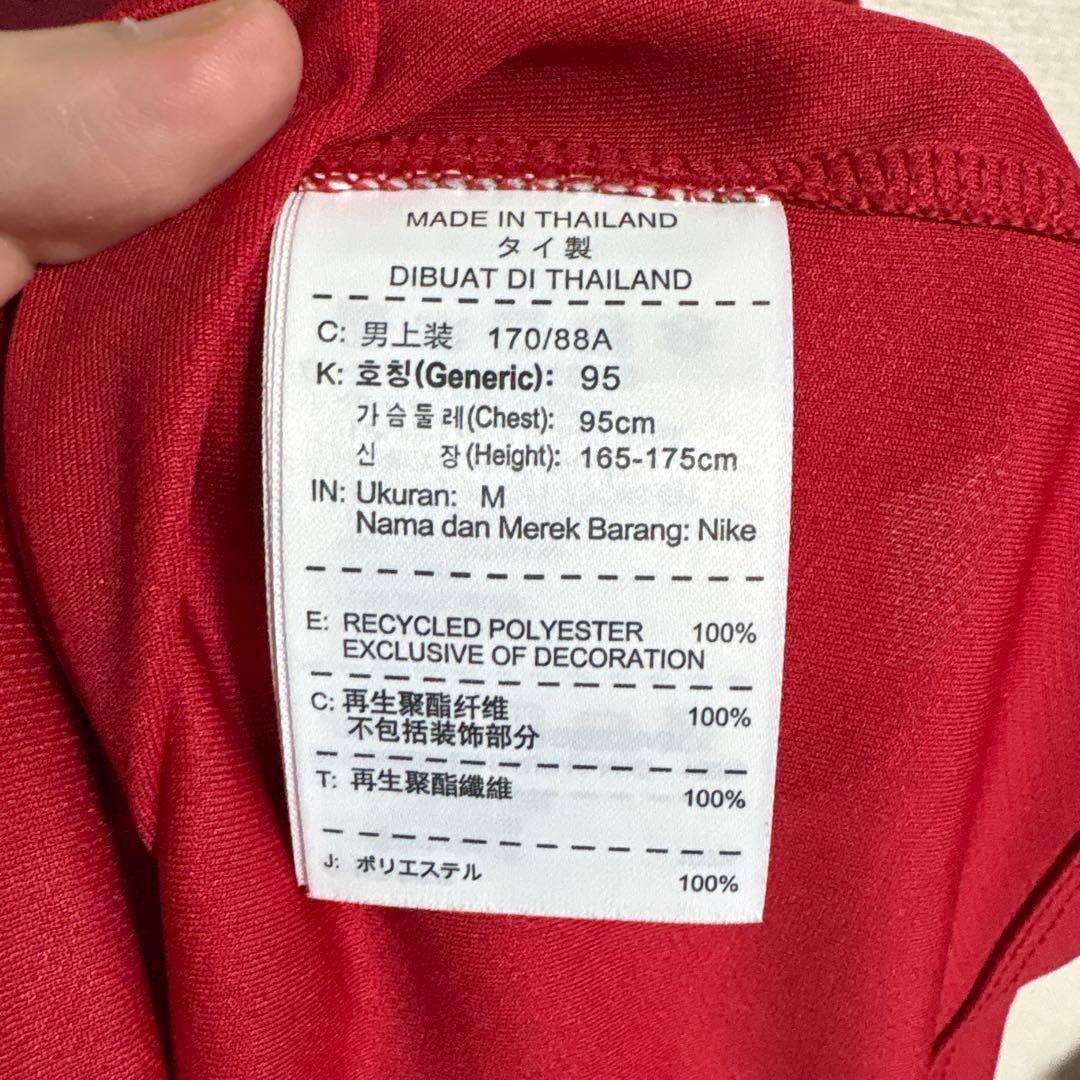 MADE IN THAILAND
タイ製
DIBUAT DI THAILAND
C: 男上装 170/88A
K: 호칭(Generic): 95
가슴둘레(Chest): 95cm
신 장(Height): 165-175cm
IN: Ukuran: M
Nama dan Merek Barang: Nike
E: RECYCLED POLYESTER 100%
EXCLUSIVE OF DECORATION
C: 再生聚酯纤维 100%
不包括装饰部分
T: 再生聚酯纖維 100%
J: ポリエステル 100%